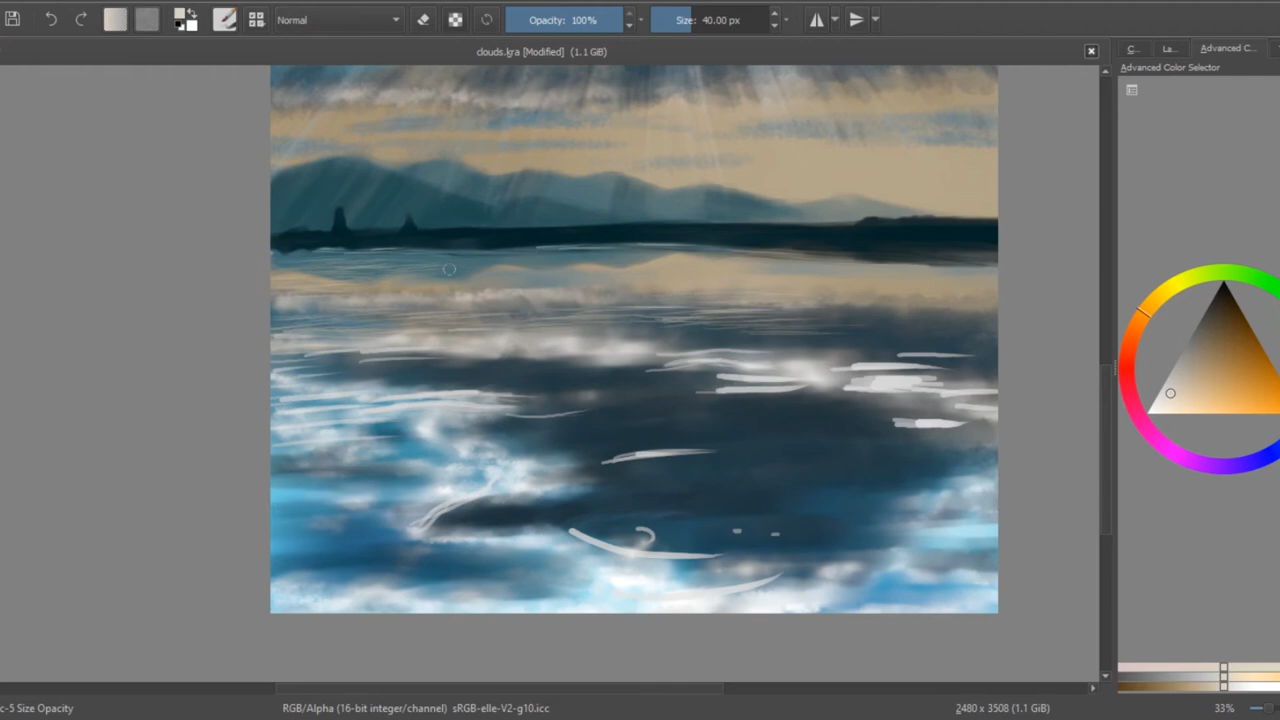 Normal
Opacity: 100%
Size: 40.00 px
clouds.kra [Modified] (1.1 GiB)
C...
La...
Advanced C...
Advanced Color Selector
c-5 Size Opacity
RGB/Alpha (16-bit integer/channel) sRGB-elle-V2-g10.icc
2480 x 3508 (1.1 GiB)
33%